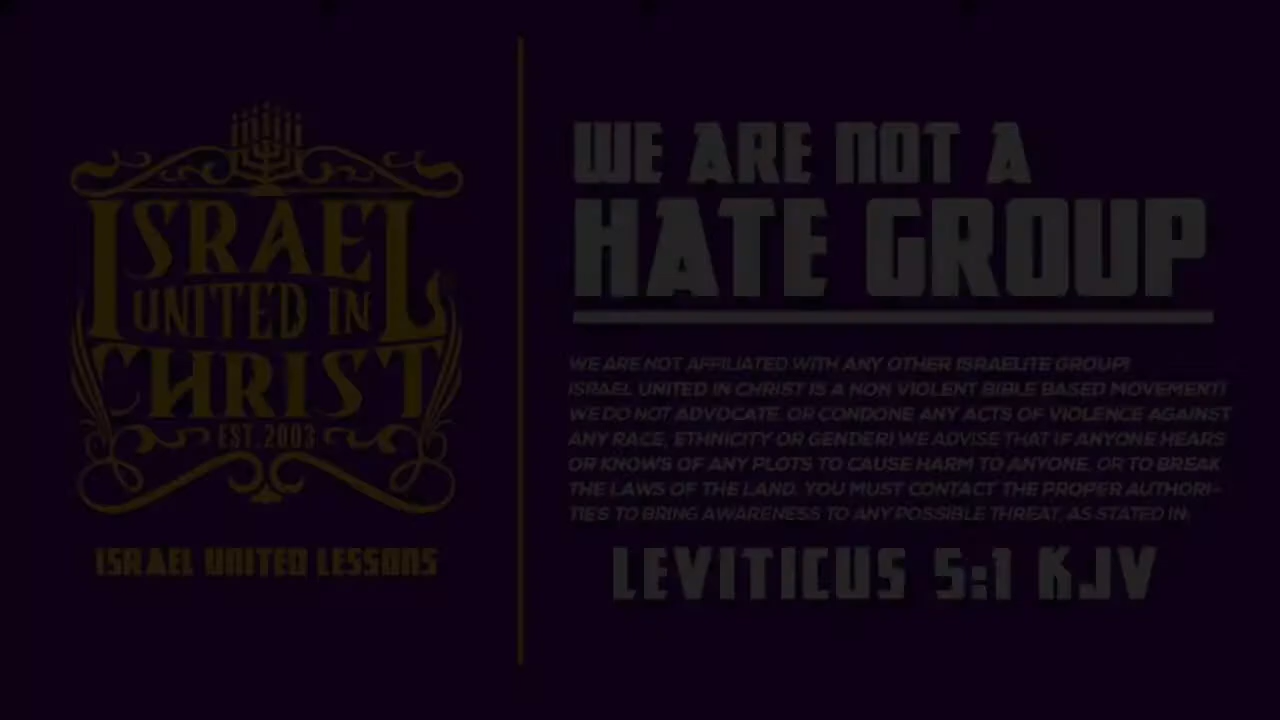 ISRAEL
UNITED IN
CHRIST
EST. 2003
ISRAEL UNITED LESSONS
WE ARE NOT A
HATE GROUP
WE ARE NOT AFFILIATED WITH ANY OTHER ISRAELITE GROUP!
ISRAEL UNITED IN CHRIST IS A NON VIOLENT BIBLE BASED MOVEMENT!
WE DO NOT ADVOCATE, OR CONDONE ANY ACTS OF VIOLENCE AGAINST
ANY RACE, ETHNICITY OR GENDER! WE ADVISE THAT IF ANYONE HEARS
OR KNOWS OF ANY PLOTS TO CAUSE HARM TO ANYONE, OR TO BREAK
THE LAWS OF THE LAND, YOU MUST CONTACT THE PROPER AUTHORI-
TIES TO BRING AWARENESS TO ANY POSSIBLE THREAT, AS STATED IN:
LEVITICUS 5:1 KJV